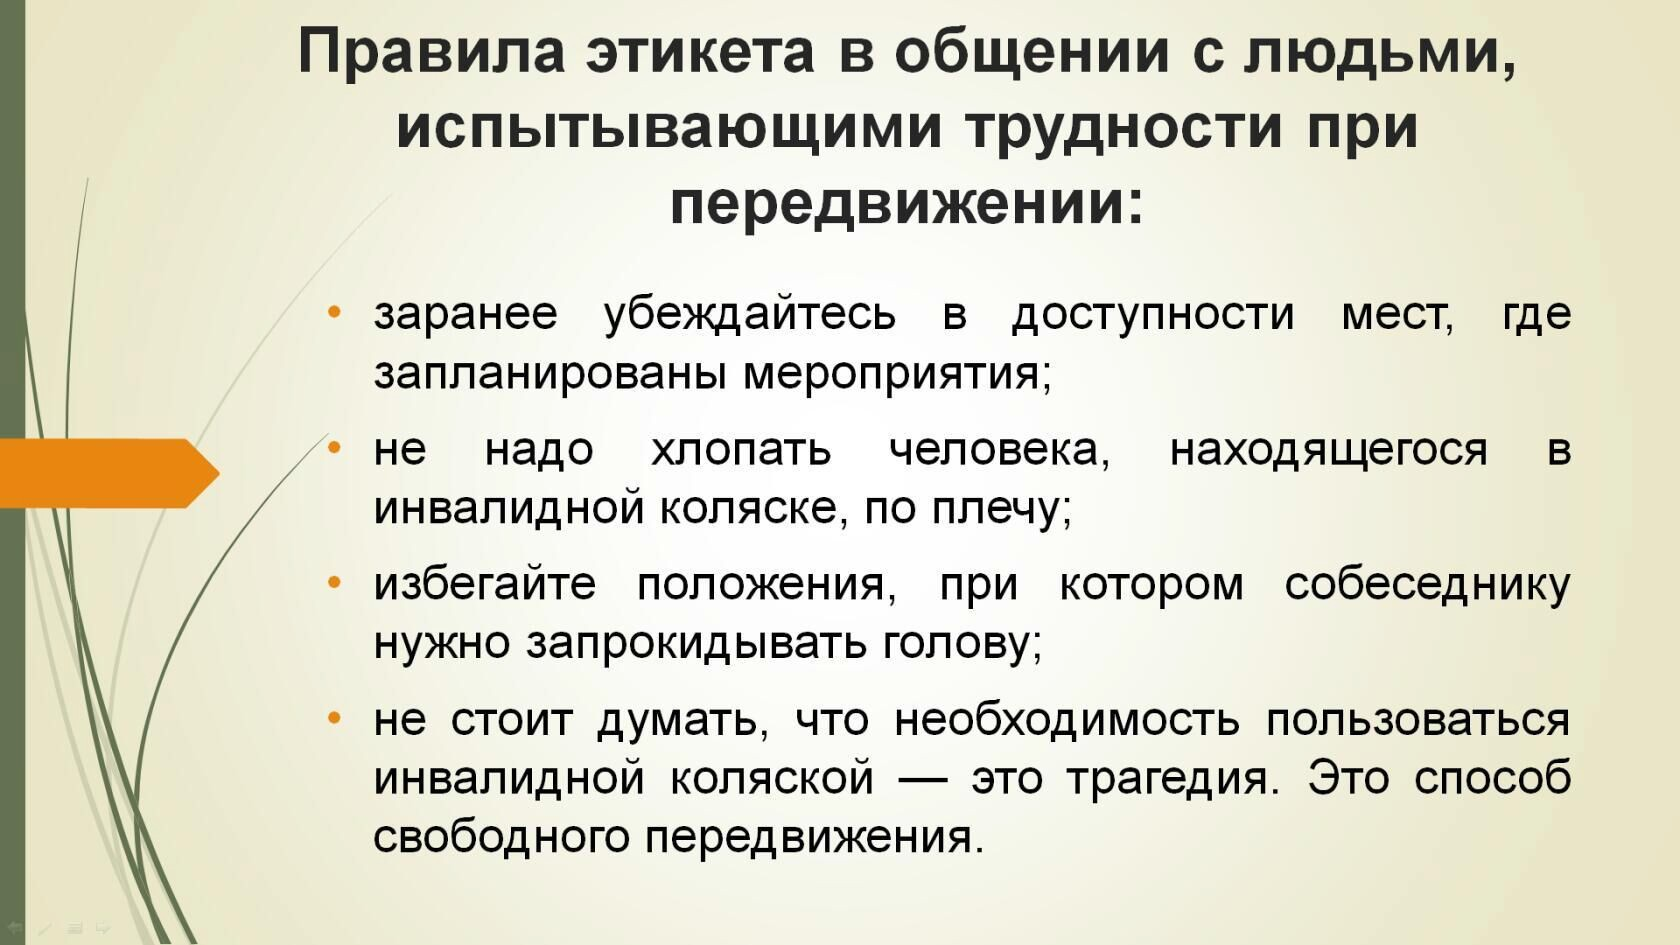 Правила этикета в общении с людьми,
испытывающими трудности при
передвижении:
• заранее убеждайтесь в доступности мест, где
запланированы мероприятия;
• не надо хлопать человека, находящегося в
инвалидной коляске, по плечу;
• избегайте положения, при котором собеседнику
нужно запрокидывать голову;
• не стоит думать, что необходимость пользоваться
инвалидной коляской — это трагедия. Это способ
свободного передвижения.